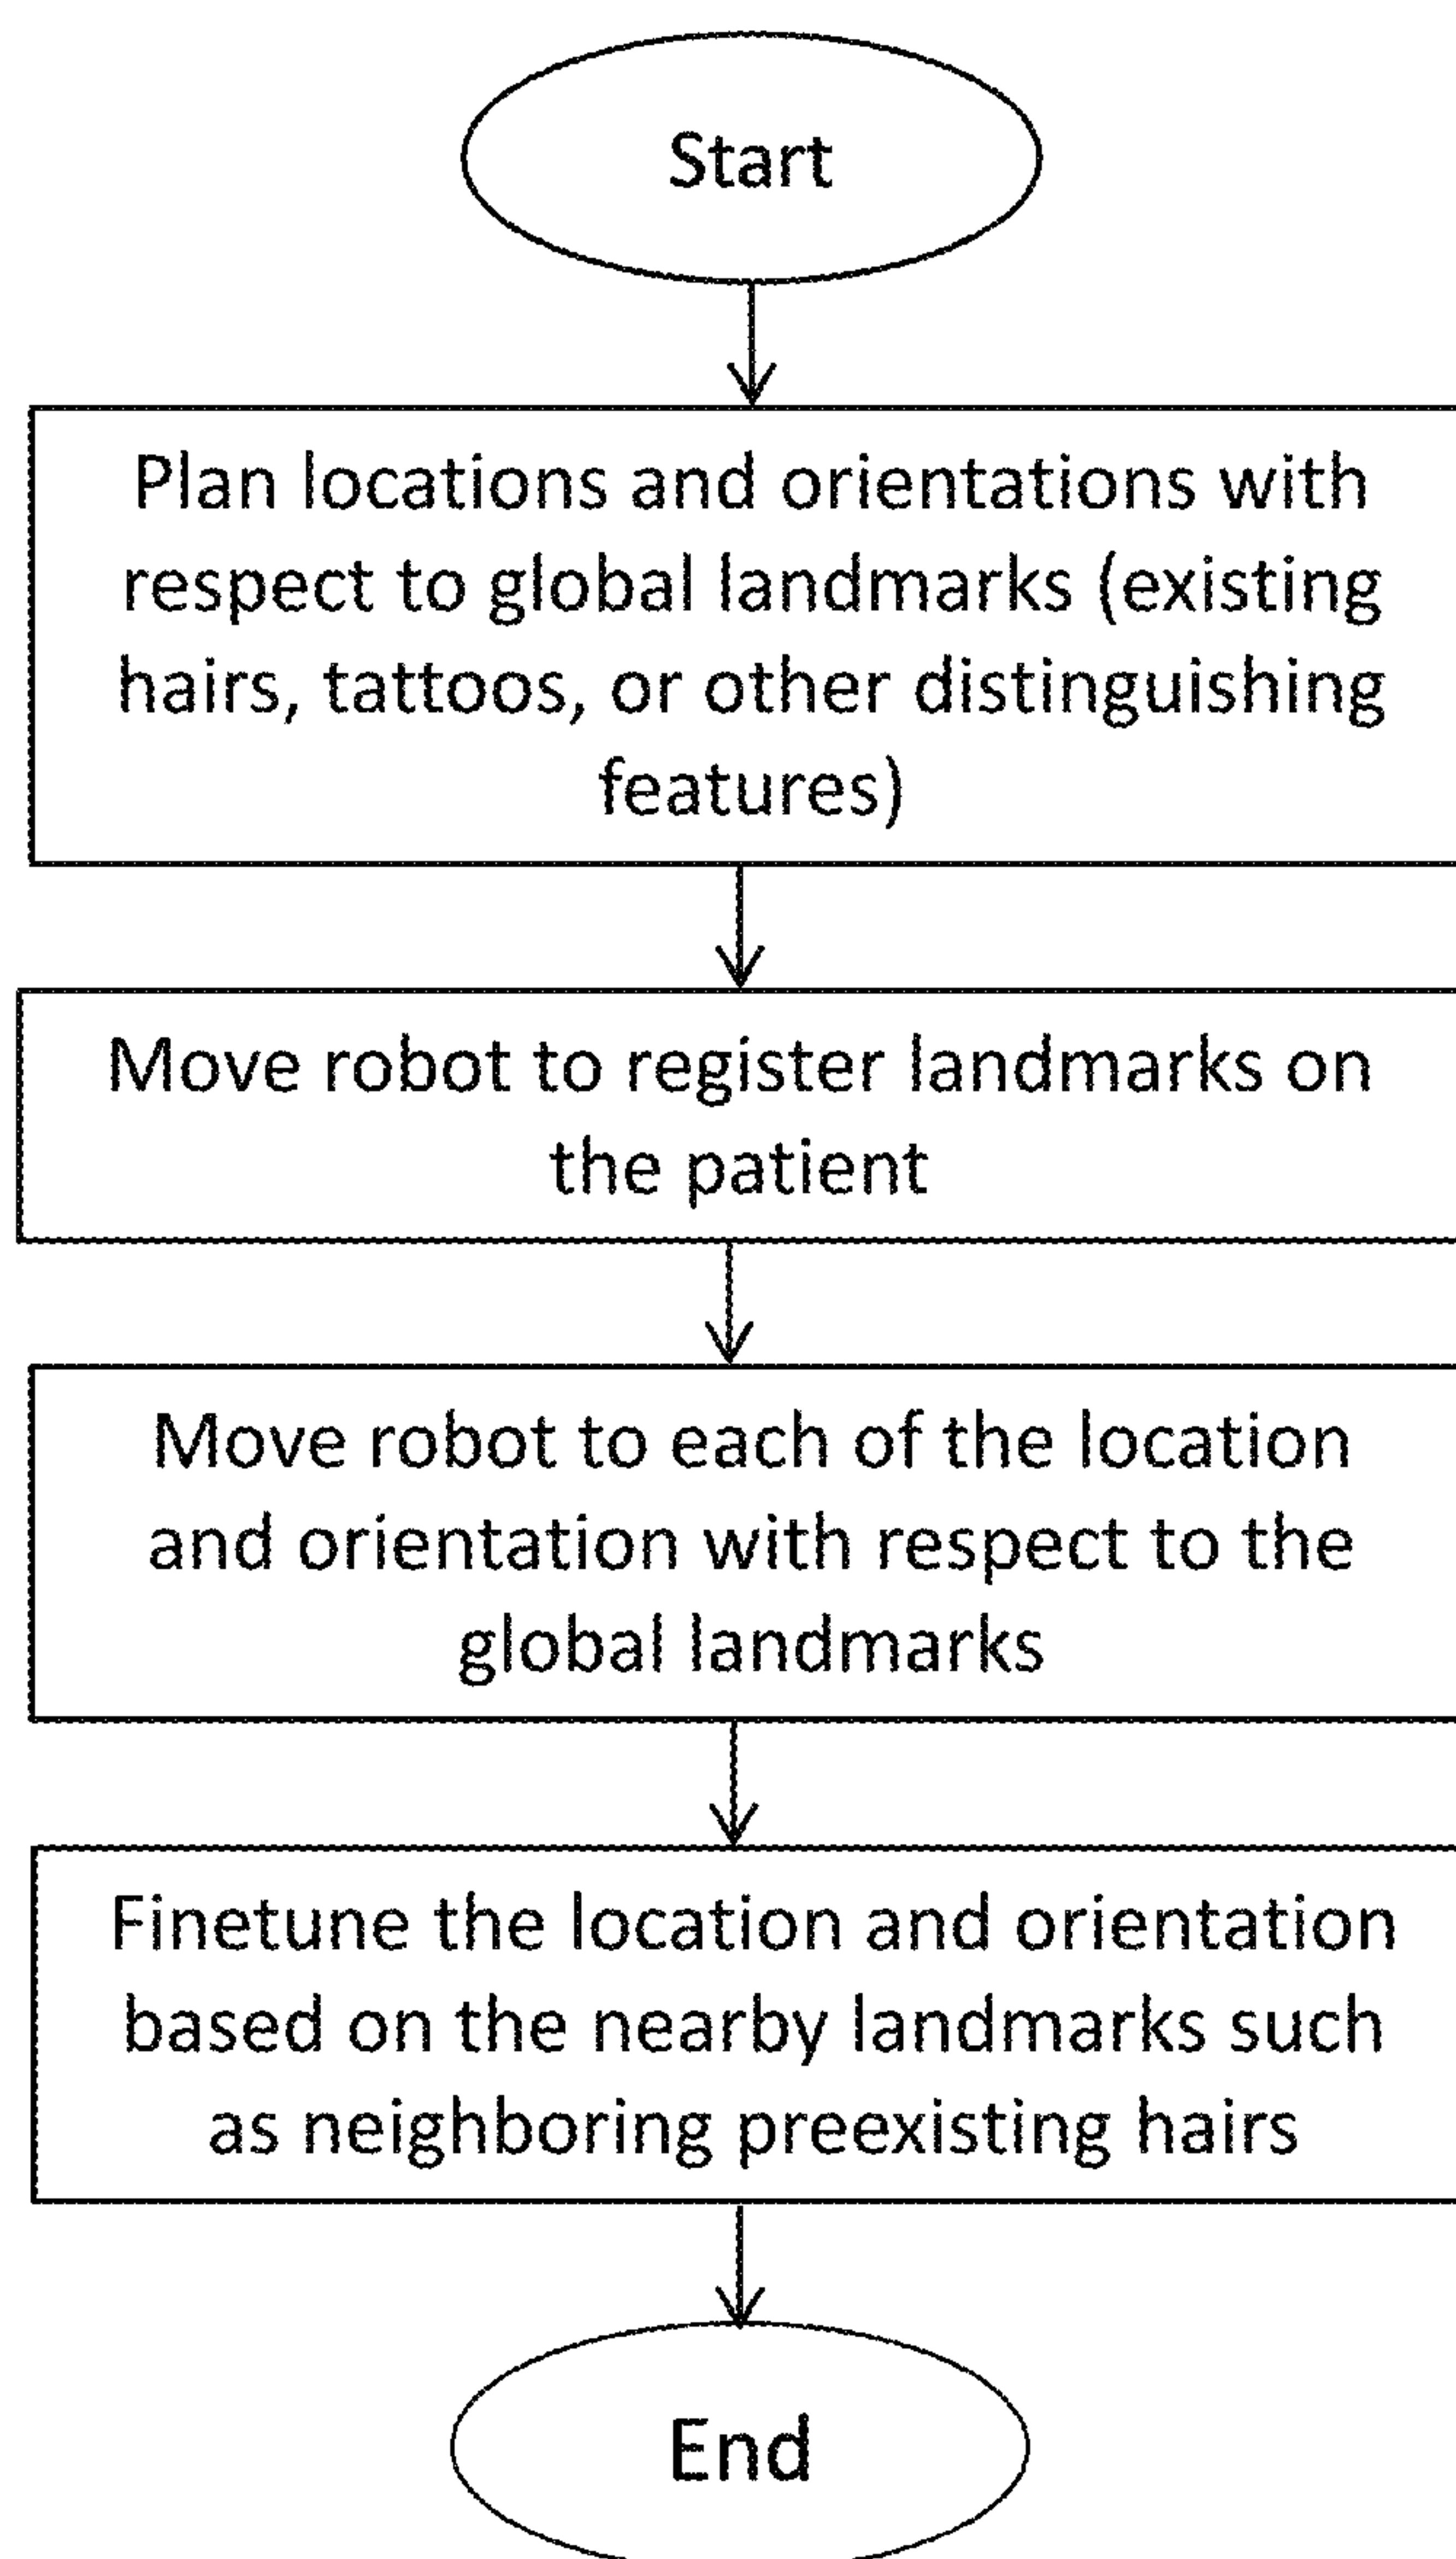 Start
Plan locations and orientations with
respect to global landmarks (existing
hairs, tattoos, or other distinguishing
features)
Move robot to register landmarks on
the patient
Move robot to each of the location
and orientation with respect to the
global landmarks
Finetune the location and orientation
based on the nearby landmarks such
as neighboring preexisting hairs
End